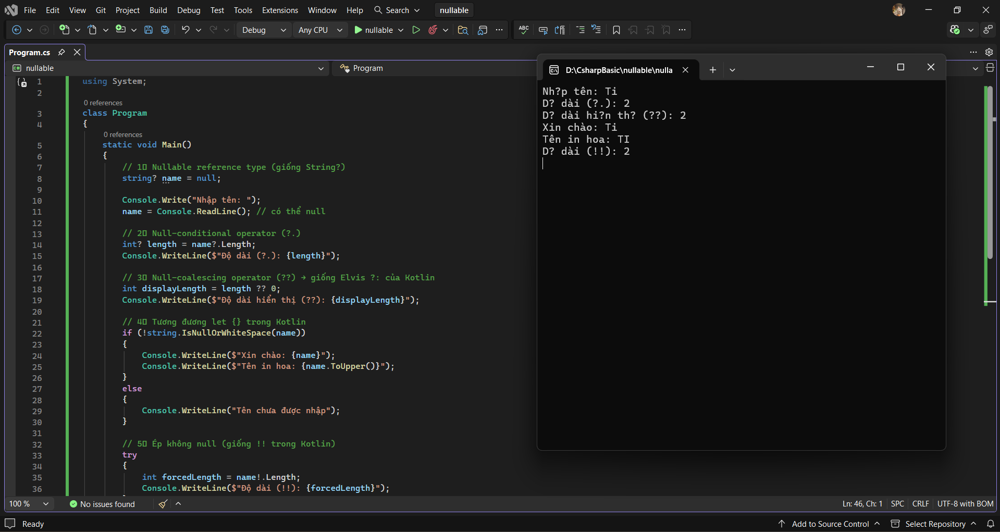 File Edit View Git Project Build Debug Test Tools Extensions Window Help Search nullable
Debug Any CPU nullable
Program.cs
nullable Program
1 using System;
2
0 references
3 class Program
4 {
0 references
5 static void Main()
6 {
7 // 1▯ Nullable reference type (giống String?)
8 string? name = null;
9
10 Console.Write("Nhập tên: ");
11 name = Console.ReadLine(); // có thể null
12
13 // 2▯ Null-conditional operator (?.)
14 int? length = name?.Length;
15 Console.WriteLine($"Độ dài (?.): {length}");
16
17 // 3▯ Null-coalescing operator (??) → giống Elvis ?: của Kotlin
18 int displayLength = length ?? 0;
19 Console.WriteLine($"Độ dài hiển thị (??): {displayLength}");
20
21 // 4▯ Tương đương let {} trong Kotlin
22 if (!string.IsNullOrWhiteSpace(name))
23 {
24 Console.WriteLine($"Xin chào: {name}");
25 Console.WriteLine($"Tên in hoa: {name.ToUpper()}");
26 }
27 else
28 {
29 Console.WriteLine("Tên chưa được nhập");
30 }
31
32 // 5▯ Ép không null (giống !! trong Kotlin)
33 try
34 {
35 int forcedLength = name!.Length;
36 Console.WriteLine($"Độ dài (!!): {forcedLength}");
D:\CsharpBasic\nullable\nulla
Nh?p tên: Ti
D? dài (?.): 2
D? dài hi?n th? (??): 2
Xin chào: Ti
Tên in hoa: TI
D? dài (!!): 2
100 % No issues found Ln: 46, Ch: 1 SPC CRLF UTF-8 with BOM
Ready Add to Source Control Select Repository